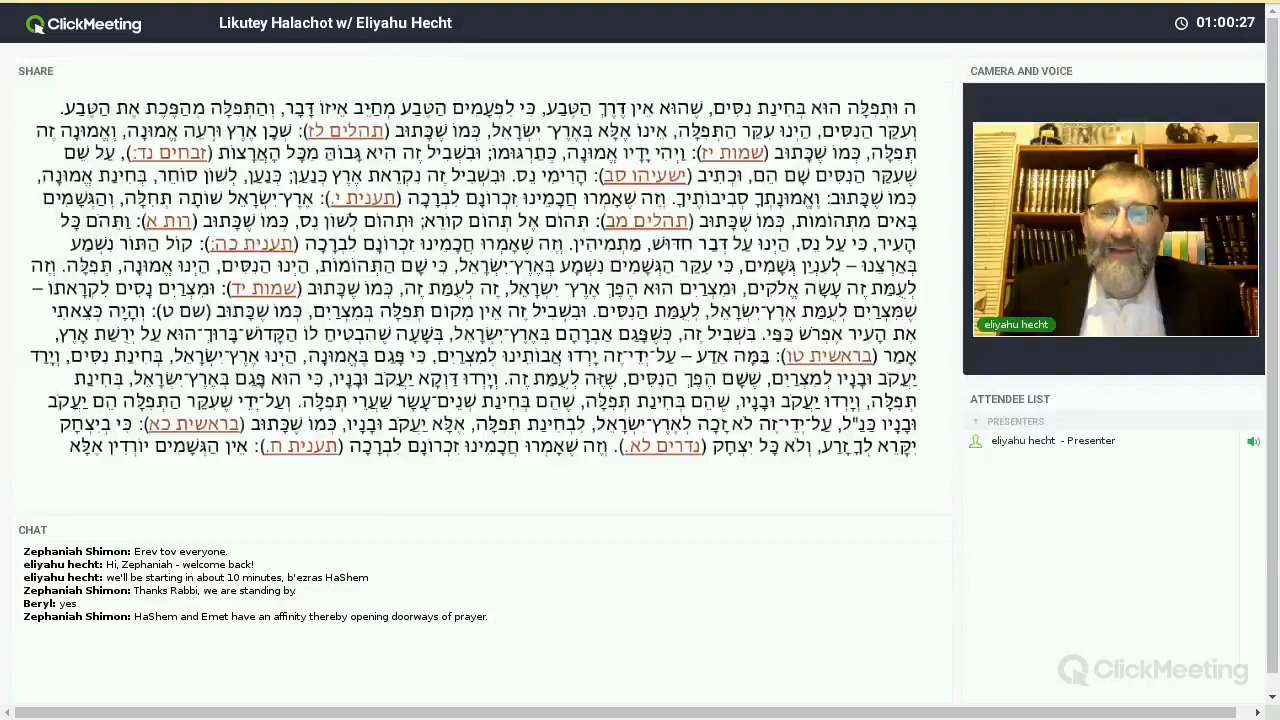 ClickMeeting
Likutey Halachot w/ Eliyahu Hecht
01:00:27
SHARE
ה וּתְפִלָּה הוּא בְּחִינַת נִסִּים, שֶׁהוּא אֵין דֶּרֶךְ הַטֶּבַע, כִּי לִפְעָמִים הַטֶּבַע מְחַיֵּב אֵיזוֹ דָּבָר, וְהַתְּפִלָּה מְהַפֶּכֶת אֶת הַטֶּבַע.
וְעִקַּר הַנִּסִּים, הַיְנוּ עִקַּר הַתְּפִלָּה, אֵינוֹ אֶלָּא בְּאֶרֶץ־יִשְׂרָאֵל, כְּמוֹ שֶׁכָּתוּב (תהלים לז): שְׁכָן אֶרֶץ וּרְעֵה אֱמוּנָה, וֶאֱמוּנָה זֶה
תְּפִלָּה, כְּמוֹ שֶׁכָּתוּב (שמות יז): וַיְהִי יָדָיו אֱמוּנָה, כְּתַרְגּוּמוֹ; וּבִשְׁבִיל זֶה הִיא גָּבוֹהַּ מִכָּל הָאֲרָצוֹת (זבחים נד:), עַל שֵׁם
שֶׁעִקַּר הַנִּסִּים שָׁם הֵם, וּכְתִיב (ישעיהו סב): הָרִימִי נֵס. וּבִשְׁבִיל זֶה נִקְרֵאת אֶרֶץ כְּנַעַן; כְּנַעַן, לְשׁוֹן סוֹחֵר, בְּחִינַת אֱמוּנָה,
כְּמוֹ שֶׁכָּתוּב: וֶאֱמוּנָתְךָ סְבִיבוֹתֶיךָ. וְזֶה שֶׁאָמְרוּ חֲכָמֵינוּ זִכְרוֹנָם לִבְרָכָה (תענית י.): אֶרֶץ־יִשְׂרָאֵל שׁוֹתָה תְּחִלָּה, וְהַגְּשָׁמִים
בָּאִים מִתְּהוֹמוֹת, כְּמוֹ שֶׁכָּתוּב (תהלים מב): תְּהוֹם אֶל תְּהוֹם קוֹרֵא; וּתְהוֹם לְשׁוֹן נֵס, כְּמוֹ שֶׁכָּתוּב (רות א): וַתֵּהֹם כָּל
הָעִיר, כִּי עַל נֵס, הַיְנוּ עַל דְּבַר חִדּוּשׁ, מַתְמִיהִין. וְזֶה שֶׁאָמְרוּ חֲכָמֵינוּ זִכְרוֹנָם לִבְרָכָה (תענית כה:): קוֹל הַתּוֹר נִשְׁמַע
בְּאַרְצֵנוּ – לְעִנְיַן גְּשָׁמִים, כִּי עִקַּר הַגְּשָׁמִים נִשְׁמָע בְּאֶרֶץ־יִשְׂרָאֵל, כִּי שָׁם הַתְּהוֹמוֹת, הַיְנוּ הַנִּסִּים, הַיְנוּ אֱמוּנָה, תְּפִלָּה. וְזֶה
לְעֻמַּת זֶה עָשָׂה אֱלֹקִים, וּמִצְרַיִם הוּא הֵפֶךְ אֶרֶץ יִשְׂרָאֵל, זֶה לְעֻמַּת זֶה, כְּמוֹ שֶׁכָּתוּב (שמות יד): וּמִצְרַיִם נָסִים לִקְרָאתוֹ –
שֶׁמִּצְרַיִם לְעֻמַּת אֶרֶץ־יִשְׂרָאֵל, לְעֻמַּת הַנִּסִּים. וּבִשְׁבִיל זֶה אֵין מְקוֹם תְּפִלָּה בְּמִצְרַיִם, כְּמוֹ שֶׁכָּתוּב (שם ט): וְהָיָה כְּצֵאתִי
אֶת הָעִיר אֶפְרֹשׂ כַּפַּי. בִּשְׁבִיל זֶה, כְּשֶׁפָּגַם אַבְרָהָם בְּאֶרֶץ־יִשְׂרָאֵל, בְּשָׁעָה שֶׁהִבְטִיחַ לוֹ הַקָּדוֹשׁ־בָּרוּךְ־הוּא עַל יְרֻשַּׁת אֶרֶץ,
אָמַר (בראשית טו): בַּמָּה אֵדַע – עַל־יְדֵי־זֶה יָרְדוּ אֲבוֹתֵינוּ לְמִצְרַיִם, כִּי פָּגַם בֶּאֱמוּנָה, הַיְנוּ אֶרֶץ־יִשְׂרָאֵל, בְּחִינַת נִסִּים, וְיָרַד
יַעֲקֹב וּבָנָיו לְמִצְרַיִם, שֶׁשָּׁם הֵפֶךְ הַנִּסִּים, שֶׁזֶּה לְעֻמַּת זֶה. וְיָרְדוּ דַּוְקָא יַעֲקֹב וּבָנָיו, כִּי הוּא פָּגַם בְּאֶרֶץ־יִשְׂרָאֵל, בְּחִינַת
תְּפִלָּה, וְיָרְדוּ יַעֲקֹב וּבָנָיו, שֶׁהֵם בְּחִינַת תְּפִלָּה, שֶׁהֵם בְּחִינַת שְׁנֵים־עָשָׂר שַׁעֲרֵי תְּפִלָּה. וְעַל־יְדֵי שֶׁעִקַּר הַתְּפִלָּה הֵם יַעֲקֹב
וּבָנָיו כַּנַּ"ל, עַל־יְדֵי־זֶה לֹא זָכָה לְאֶרֶץ־יִשְׂרָאֵל, לִבְחִינַת תְּפִלָּה, אֶלָּא יַעֲקֹב וּבָנָיו, כְּמוֹ שֶׁכָּתוּב (בראשית כא): כִּי בְיִצְחָק
יִקָּרֵא לְךָ זָרַע, וְלֹא כָּל יִצְחָק (נדרים לא.). וְזֶה שֶׁאָמְרוּ חֲכָמֵינוּ זִכְרוֹנָם לִבְרָכָה (תענית ח.): אֵין הַגְּשָׁמִים יוֹרְדִין אֶלָּא
CAMERA AND VOICE
eliyahu hecht
ATTENDEE LIST
PRESENTERS
eliyahu hecht - Presenter
CHAT
Zephaniah Shimon: Erev tov everyone.
eliyahu hecht: Hi, Zephaniah - welcome back!
eliyahu hecht: we'll be starting in about 10 minutes, b'ezras HaShem
Zephaniah Shimon: Thanks Rabbi, we are standing by.
Beryl: yes
Zephaniah Shimon: HaShem and Emet have an affinity thereby opening doorways of prayer.
ClickMeeting